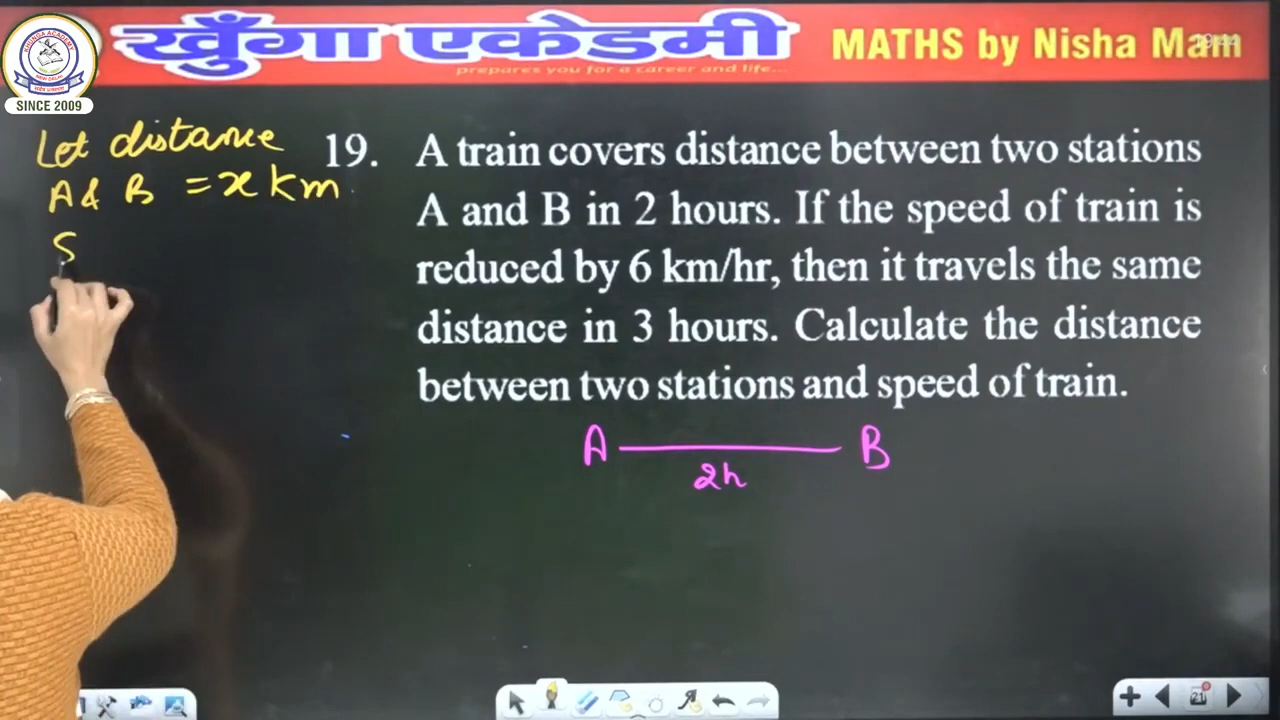 खुँगा एकेडमी
prepares you for a career and life...
MATHS by Nisha Mam
SINCE 2009
Let distance
A & B = x km
S
19. A train covers distance between two stations
A and B in 2 hours. If the speed of train is
reduced by 6 km/hr, then it travels the same
distance in 3 hours. Calculate the distance
between two stations and speed of train.
A B
2h
21